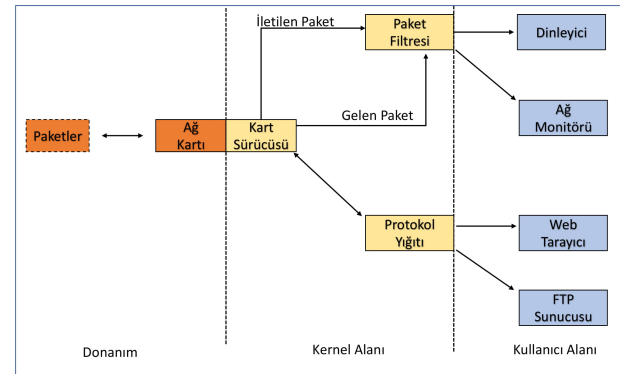 İletilen Paket
Paket
Filtresi
Dinleyici
Ağ
Monitörü
Gelen Paket
Paketler
Ağ
Kartı
Kart
Sürücüsü
Protokol
Yığıtı
Web
Tarayıcı
FTP
Sunucusu
Donanım
Kernel Alanı
Kullanıcı Alanı